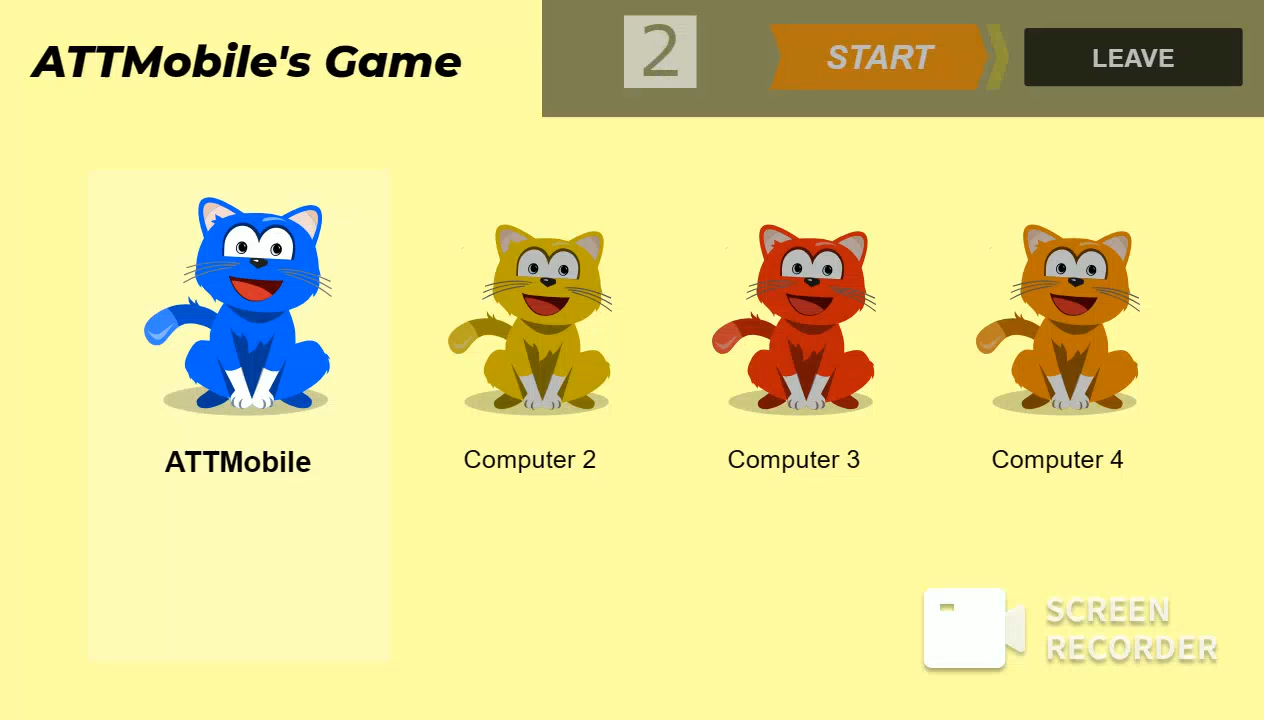 ATTMobile's Game
2
START
LEAVE
ATTMobile
Computer 2
Computer 3
Computer 4
SCREEN
RECORDER